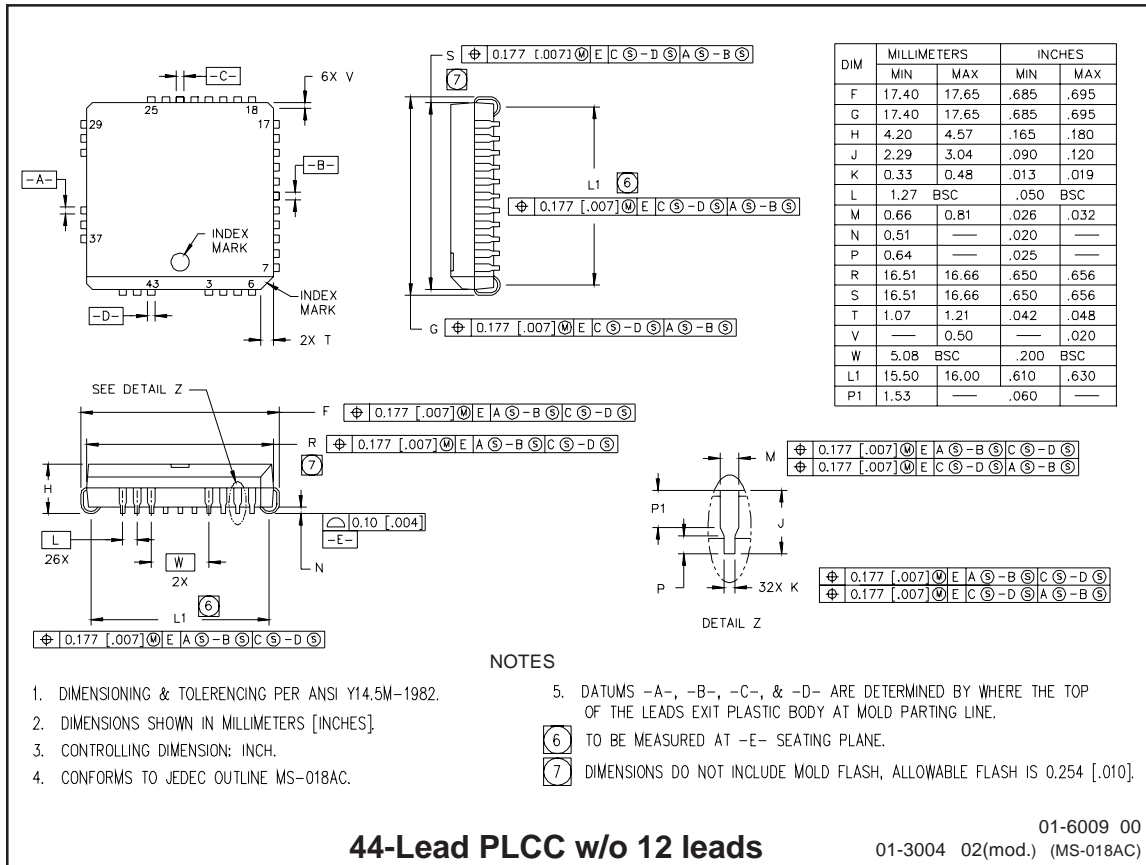 S ⌖ 0.177 [.007] Ⓜ E C Ⓢ -D Ⓢ A Ⓢ -B Ⓢ
7
-C-
6X V
25
18
29
17
-B-
-A-
L1 6
⌖ 0.177 [.007] Ⓜ E C Ⓢ -D Ⓢ A Ⓢ -B Ⓢ
37
INDEX
MARK
7
43
3
6
INDEX
MARK
-D-
2X T
G ⌖ 0.177 [.007] Ⓜ E C Ⓢ -D Ⓢ A Ⓢ -B Ⓢ
DIM MILLIMETERS INCHES
MIN MAX MIN MAX
F 17.40 17.65 .685 .695
G 17.40 17.65 .685 .695
H 4.20 4.57 .165 .180
J 2.29 3.04 .090 .120
K 0.33 0.48 .013 .019
L 1.27 BSC .050 BSC
M 0.66 0.81 .026 .032
N 0.51 — .020 —
P 0.64 — .025 —
R 16.51 16.66 .650 .656
S 16.51 16.66 .650 .656
T 1.07 1.21 .042 .048
V — 0.50 — .020
W 5.08 BSC .200 BSC
L1 15.50 16.00 .610 .630
P1 1.53 — .060 —
SEE DETAIL Z
F ⌖ 0.177 [.007] Ⓜ E A Ⓢ -B Ⓢ C Ⓢ -D Ⓢ
R ⌖ 0.177 [.007] Ⓜ E A Ⓢ -B Ⓢ C Ⓢ -D Ⓢ
7
H
⌓ 0.10 [.004]
-E-
L
26X
W
2X
N
L1 6
⌖ 0.177 [.007] Ⓜ E A Ⓢ -B Ⓢ C Ⓢ -D Ⓢ
M ⌖ 0.177 [.007] Ⓜ E A Ⓢ -B Ⓢ C Ⓢ -D Ⓢ
⌖ 0.177 [.007] Ⓜ E C Ⓢ -D Ⓢ A Ⓢ -B Ⓢ
P1
J
P
32X K
⌖ 0.177 [.007] Ⓜ E A Ⓢ -B Ⓢ C Ⓢ -D Ⓢ
⌖ 0.177 [.007] Ⓜ E C Ⓢ -D Ⓢ A Ⓢ -B Ⓢ
DETAIL Z
NOTES
1. DIMENSIONING & TOLERENCING PER ANSI Y14.5M-1982.
2. DIMENSIONS SHOWN IN MILLIMETERS [INCHES].
3. CONTROLLING DIMENSION: INCH.
4. CONFORMS TO JEDEC OUTLINE MS-018AC.
5. DATUMS -A-, -B-, -C-, & -D- ARE DETERMINED BY WHERE THE TOP
OF THE LEADS EXIT PLASTIC BODY AT MOLD PARTING LINE.
6 TO BE MEASURED AT -E- SEATING PLANE.
7 DIMENSIONS DO NOT INCLUDE MOLD FLASH, ALLOWABLE FLASH IS 0.254 [.010].
44-Lead PLCC w/o 12 leads
01-6009 00
01-3004 02(mod.) (MS-018AC)